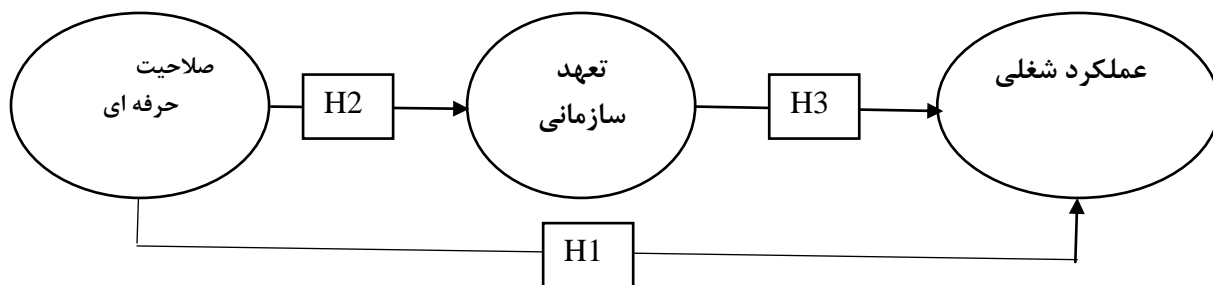 صلاحیت
حرفه ای
H2
تعهد
سازمانی
H3
عملکرد شغلی
H1